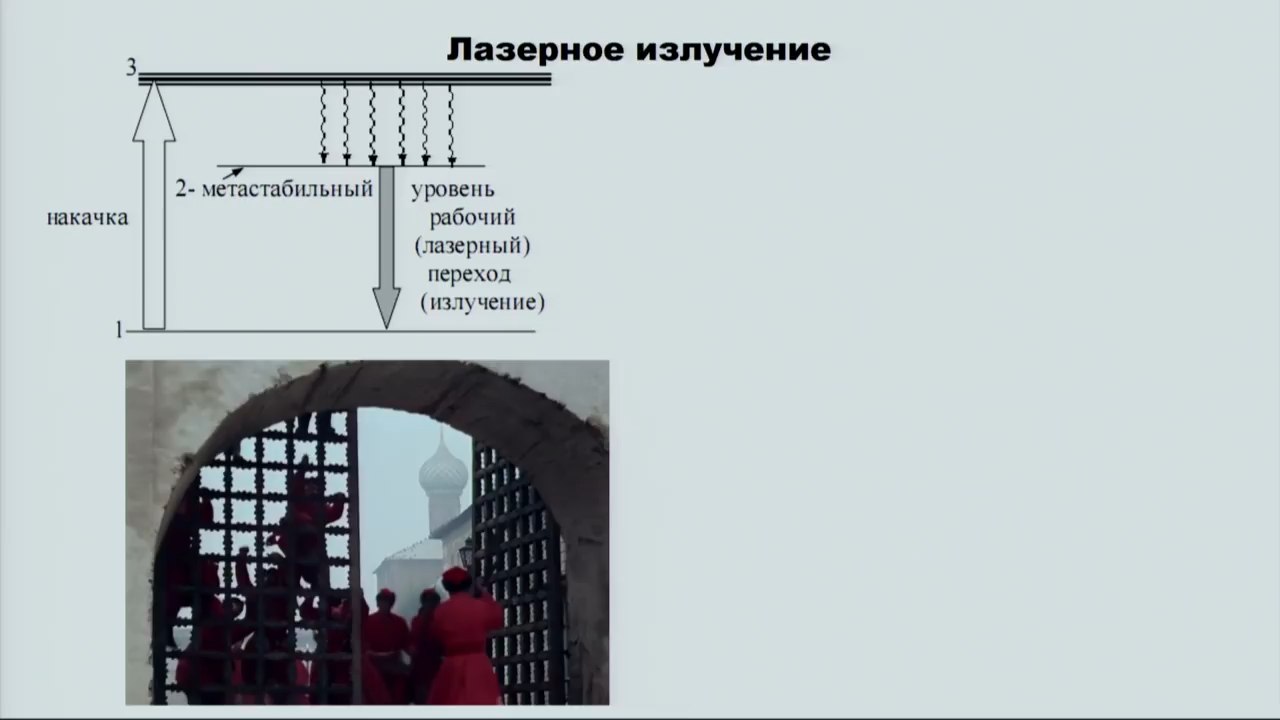 Лазерное излучение
3
2- метастабильный уровень
накачка
рабочий
(лазерный)
переход
(излучение)
1